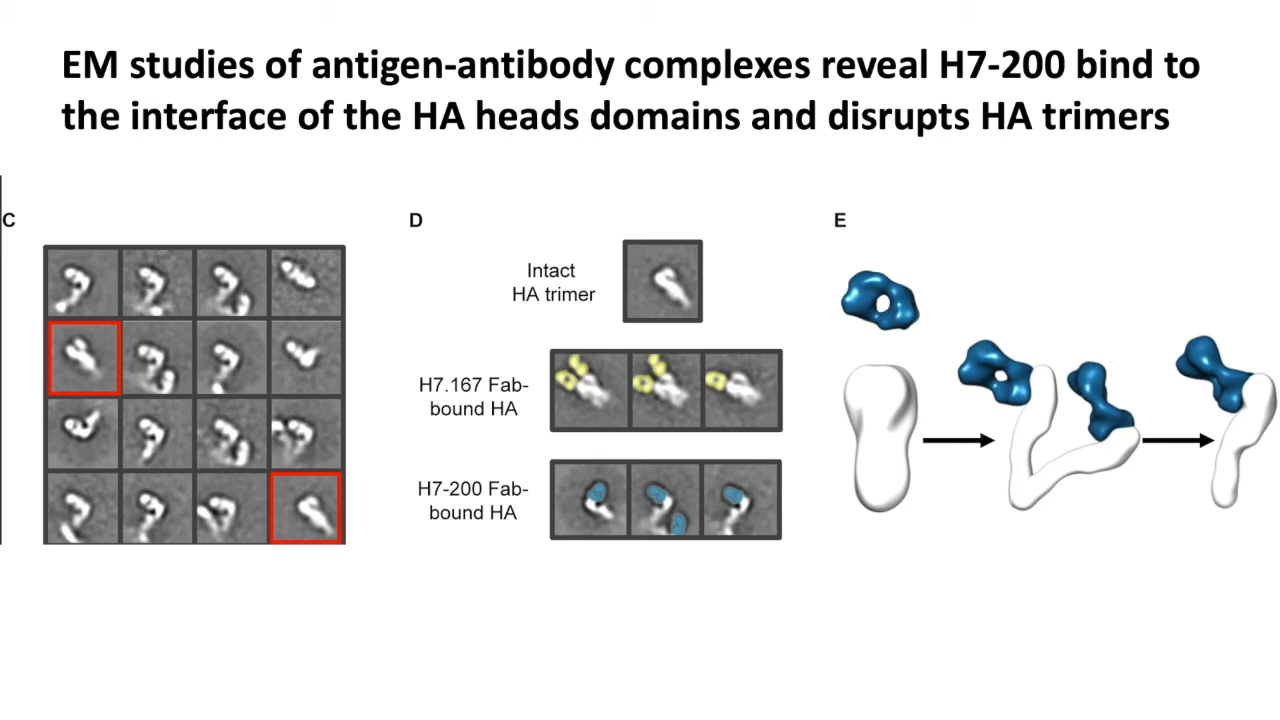 EM studies of antigen-antibody complexes reveal H7-200 bind to
the interface of the HA heads domains and disrupts HA trimers
C
D
E
Intact
HA trimer
H7.167 Fab-
bound HA
H7-200 Fab-
bound HA